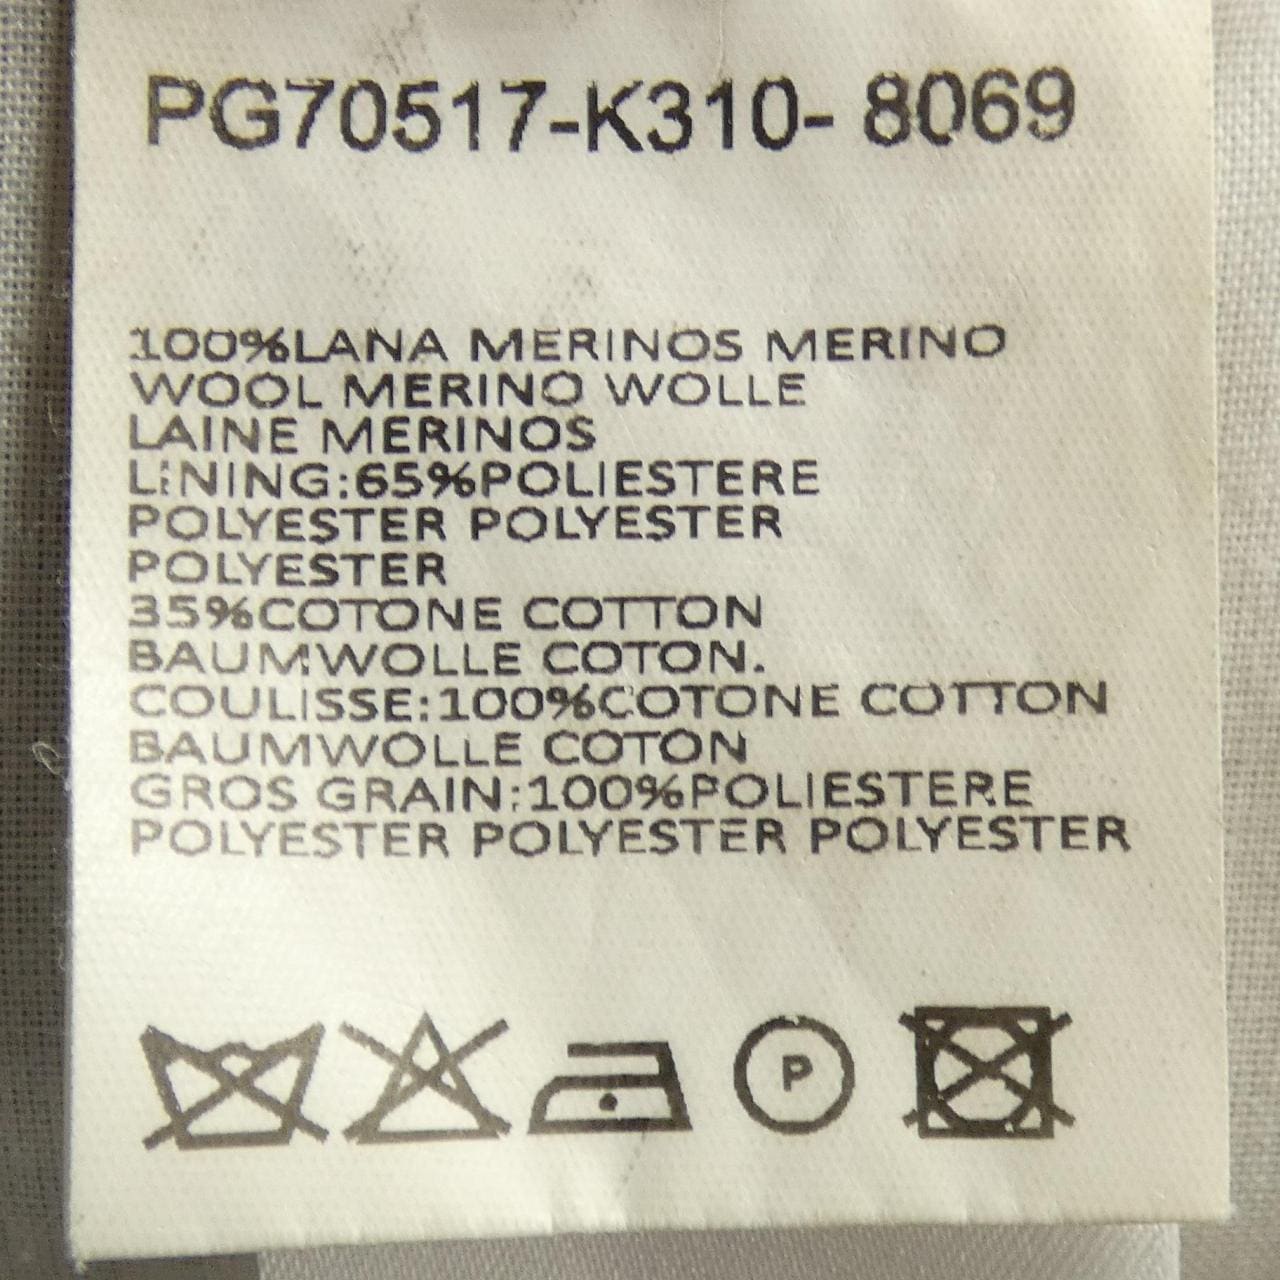 PG70517-K310- 8069
100%LANA MERINOS MERINO
WOOL MERINO WOLLE
LAINE MERINOS
LINING:65%POLIESTERE
POLYESTER POLYESTER
POLYESTER
35%COTONE COTTON
BAUMWOLLE COTON.
COULISSE:100%COTONE COTTON
BAUMWOLLE COTON
GROS GRAIN:100%POLIESTERE
POLYESTER POLYESTER POLYESTER
P